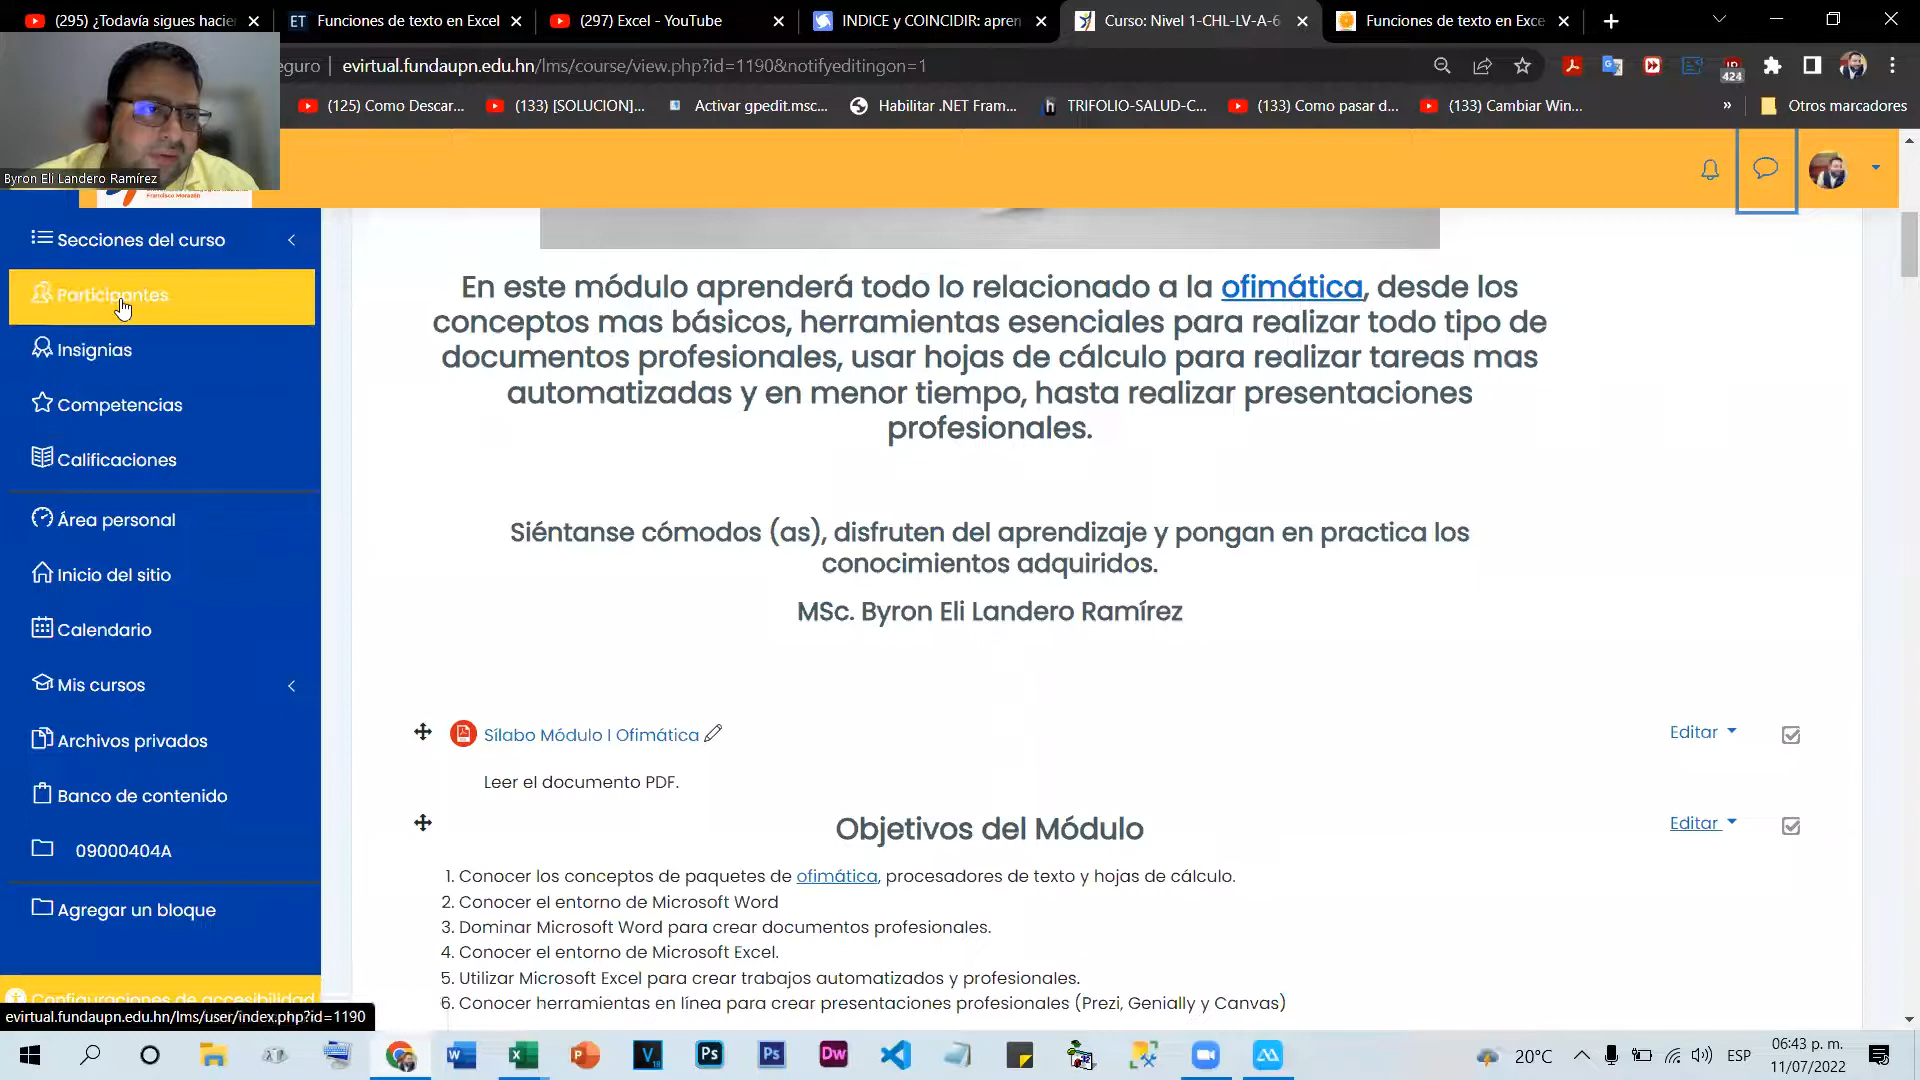 (295) ¿Todavía sigues hacie
Funciones de texto en Excel
(297) Excel - YouTube
INDICE y COINCIDIR: apren
Curso: Nivel 1-CHL-LV-A-6
Funciones de texto en Exce
eguro | evirtual.fundaupn.edu.hn/lms/course/view.php?id=1190&notifyeditingon=1
424
(125) Como Descar...
(133) [SOLUCION]...
Activar gpedit.msc...
Habilitar .NET Fram...
TRIFOLIO-SALUD-C...
(133) Como pasar d...
(133) Cambiar Win...
»
Otros marcadores
Byron Eli Landero Ramírez
Francisco Morazán
Secciones del curso
Participantes
Insignias
Competencias
Calificaciones
Área personal
Inicio del sitio
Calendario
Mis cursos
Archivos privados
Banco de contenido
09000404A
Agregar un bloque
Configuraciones de accesibilidad
evirtual.fundaupn.edu.hn/lms/user/index.php?id=1190
En este módulo aprenderá todo lo relacionado a la ofimática, desde los
conceptos mas básicos, herramientas esenciales para realizar todo tipo de
documentos profesionales, usar hojas de cálculo para realizar tareas mas
automatizadas y en menor tiempo, hasta realizar presentaciones
profesionales.
Siéntanse cómodos (as), disfruten del aprendizaje y pongan en practica los
conocimientos adquiridos.
MSc. Byron Eli Landero Ramírez
Sílabo Módulo I Ofimática
Editar
Leer el documento PDF.
Objetivos del Módulo
Editar
1. Conocer los conceptos de paquetes de ofimática, procesadores de texto y hojas de cálculo.
2. Conocer el entorno de Microsoft Word
3. Dominar Microsoft Word para crear documentos profesionales.
4. Conocer el entorno de Microsoft Excel.
5. Utilizar Microsoft Excel para crear trabajos automatizados y profesionales.
6. Conocer herramientas en línea para crear presentaciones profesionales (Prezi, Genially y Canvas)
20°C
ESP
06:43 p. m.
11/07/2022